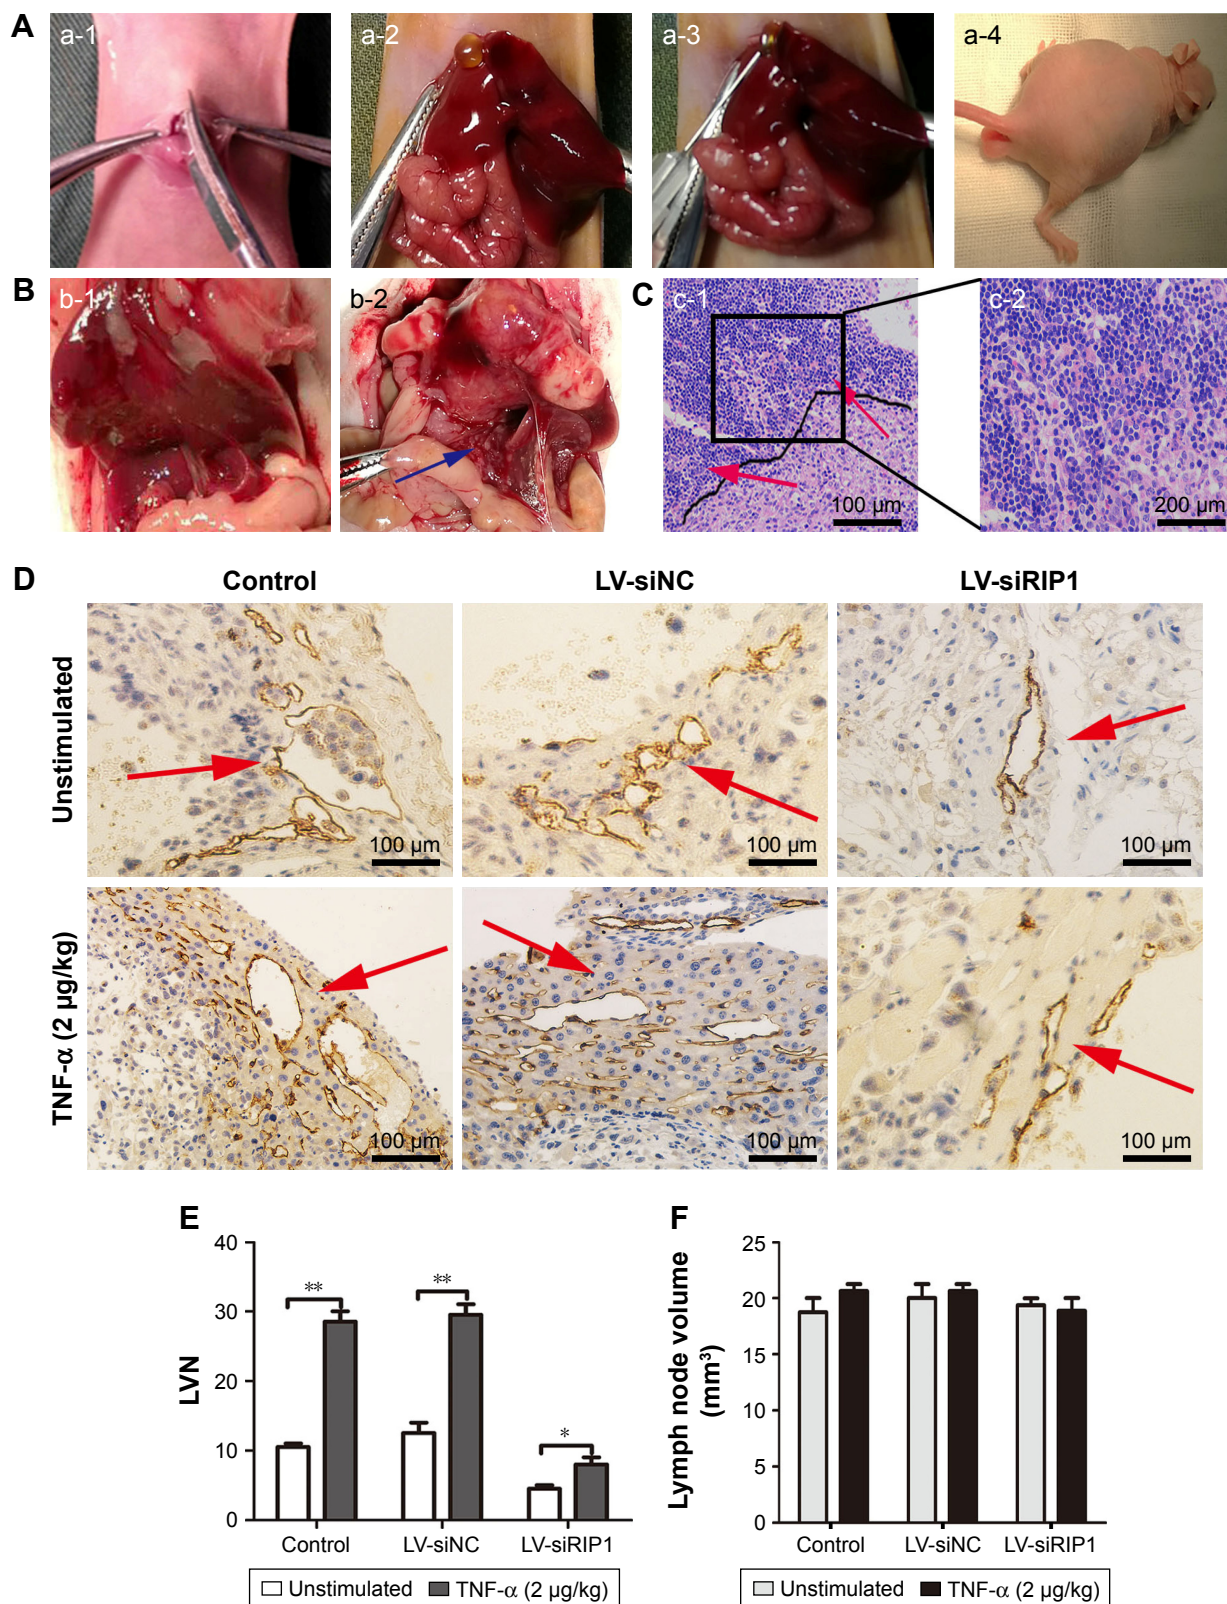 A
a-1
a-2
a-3
a-4
B
b-1
b-2
C
c-1
c-2
100 µm
200 µm
D
Control
LV-siNC
LV-siRIP1
Unstimulated
100 µm
100 µm
100 µm
TNF-α (2 µg/kg)
100 µm
100 µm
100 µm
E
LVN
40
30
20
10
0
**
**
*
Control
LV-siNC
LV-siRIP1
Unstimulated
TNF-α (2 µg/kg)
F
Lymph node volume
(mm³)
25
20
15
10
5
0
Control
LV-siNC
LV-siRIP1
Unstimulated
TNF-α (2 µg/kg)